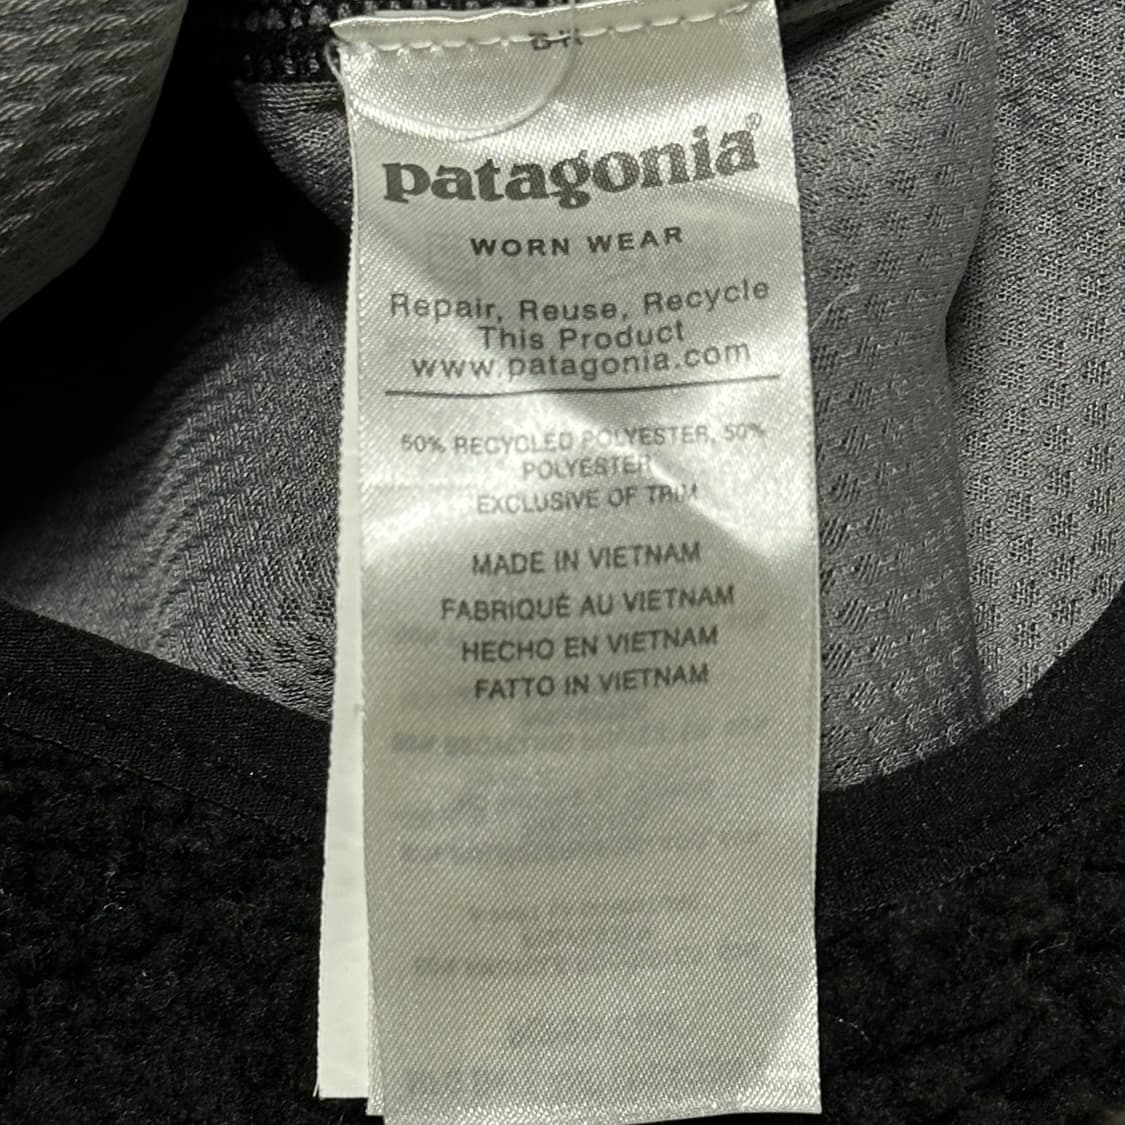 patagonia®
WORN WEAR
Repair, Reuse, Recycle
This Product
www.patagonia.com
50% RECYCLED POLYESTER, 50%
POLYESTER
EXCLUSIVE OF TRIM
MADE IN VIETNAM
FABRIQUÉ AU VIETNAM
HECHO EN VIETNAM
FATTO IN VIETNAM